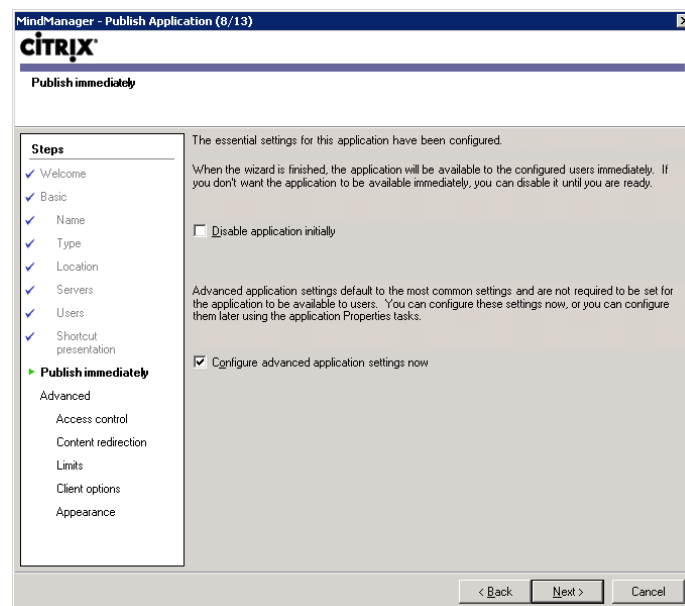 MindManager - Publish Application (8/13)
CITRIX
Publish immediately
Steps
Welcome
Basic
Name
Type
Location
Servers
Users
Shortcut
presentation
Publish immediately
Advanced
Access control
Content redirection
Limits
Client options
Appearance
The essential settings for this application have been configured.
When the wizard is finished, the application will be available to the configured users immediately. If
you don't want the application to be available immediately, you can disable it until you are ready.
Disable application initially
Advanced application settings default to the most common settings and are not required to be set for
the application to be available to users. You can configure these settings now, or you can configure
them later using the application Properties tasks.
Configure advanced application settings now
< Back
Next >
Cancel